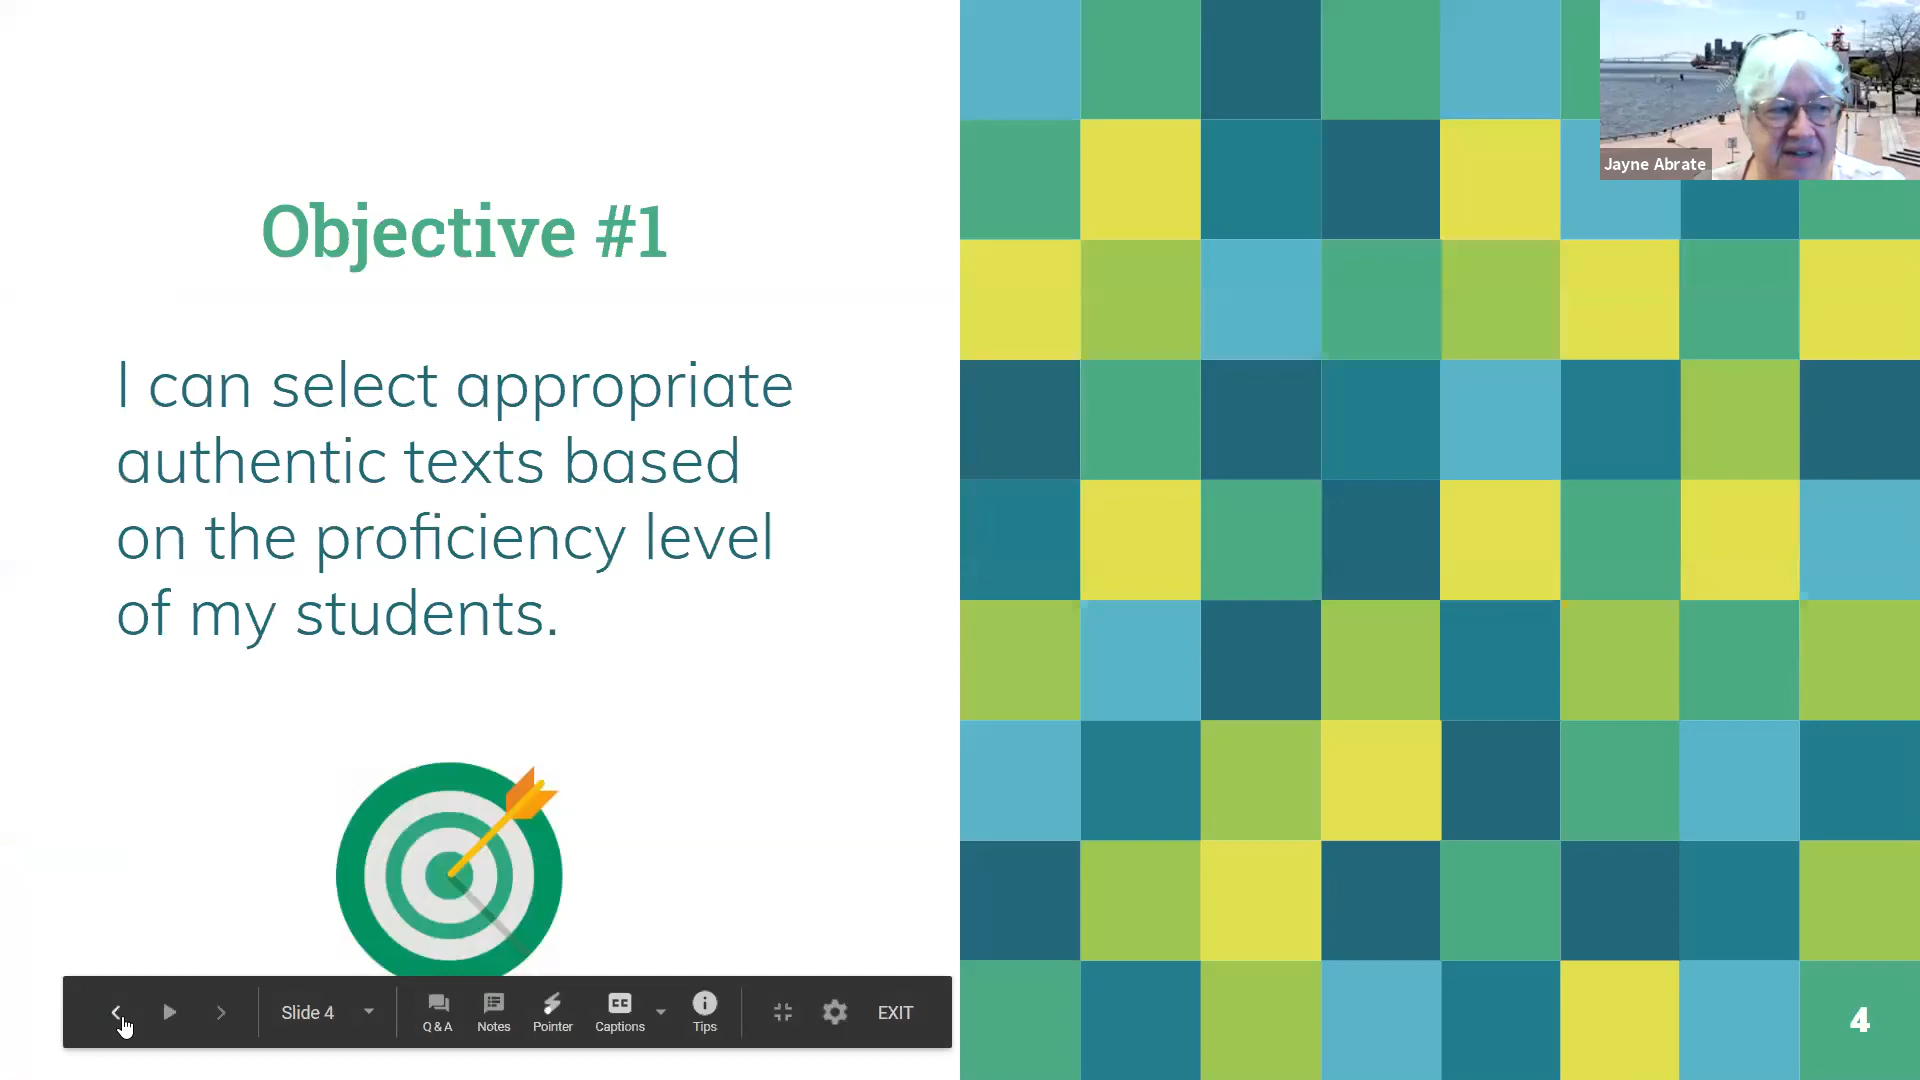 Jayne Abrate
Objective #1
I can select appropriate
authentic texts based
on the proficiency level
of my students.
Slide 4
Q & A
Notes
Pointer
CC
Captions
Tips
EXIT
4